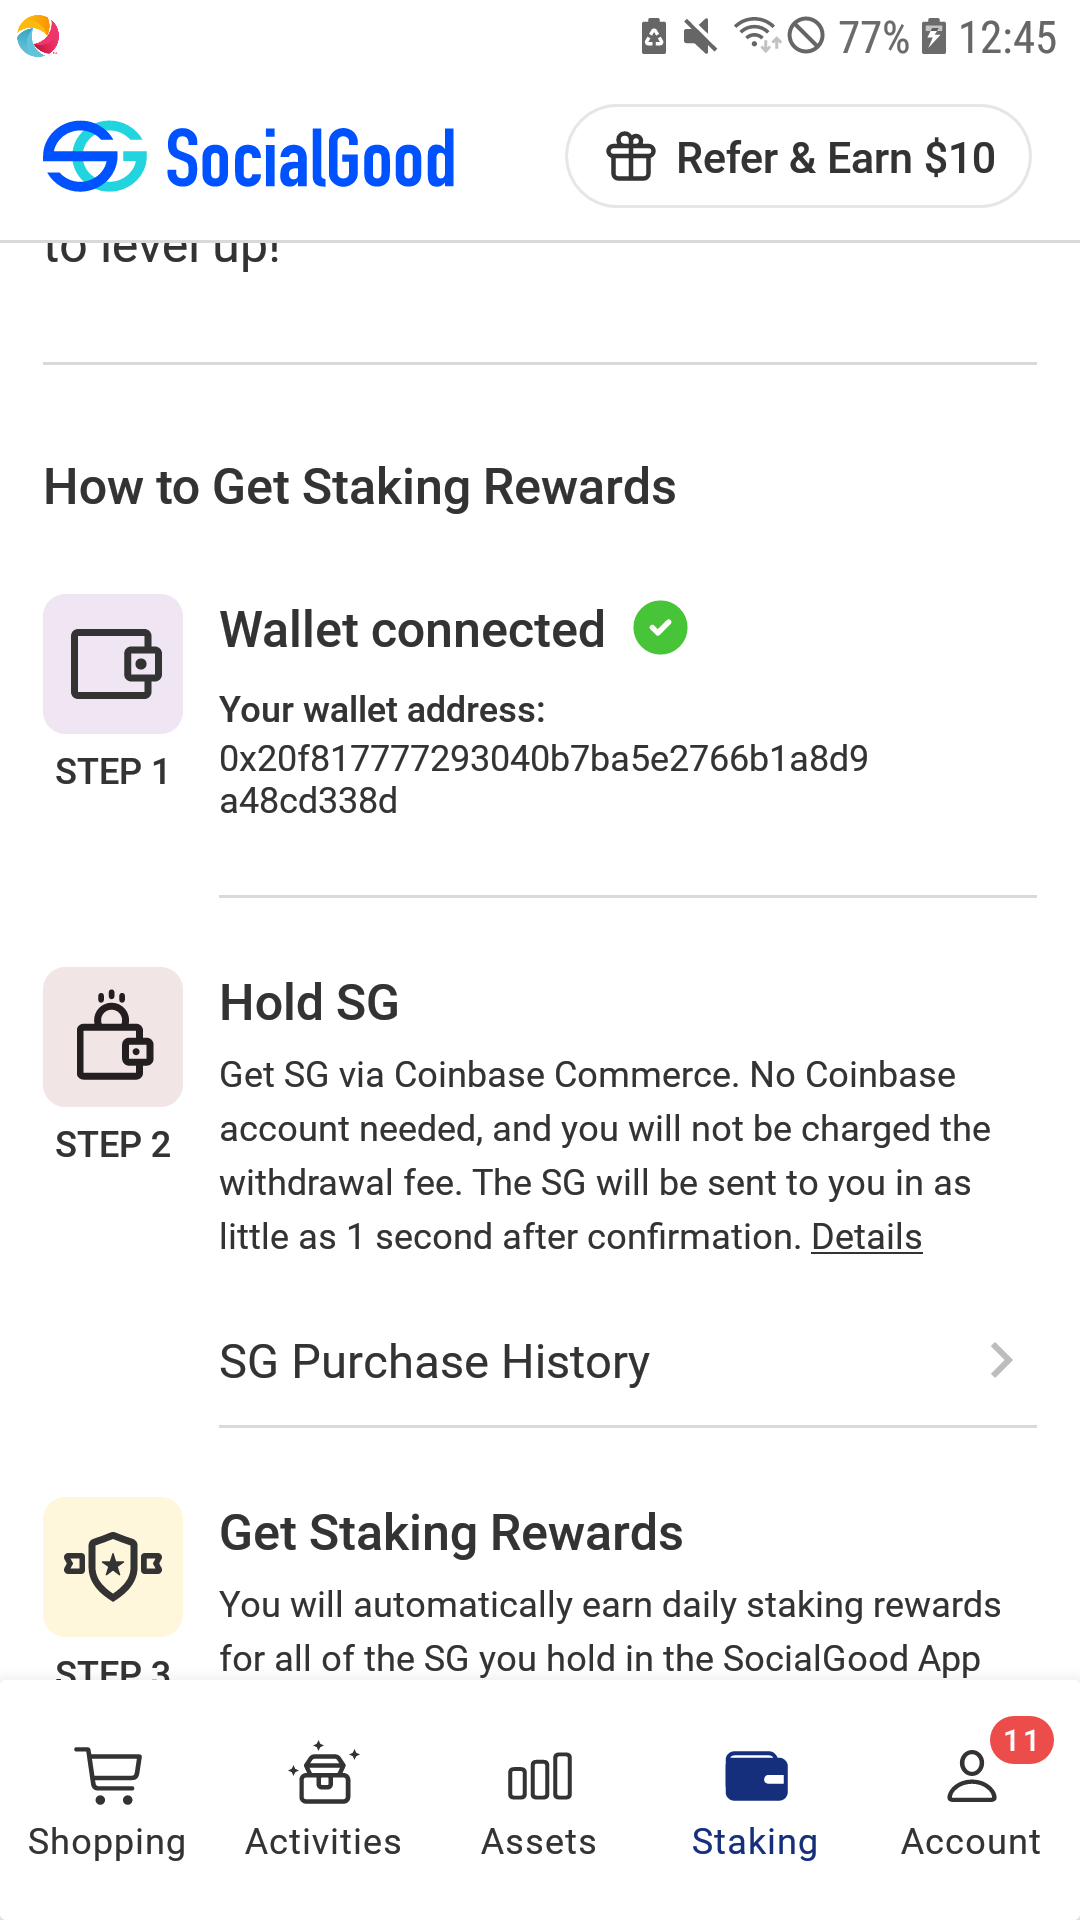 77% 12:45
SG SocialGood
Refer & Earn $10
to level up!
How to Get Staking Rewards
Wallet connected
Your wallet address:
0x20f817777293040b7ba5e2766b1a8d9
a48cd338d
STEP 1
Hold SG
Get SG via Coinbase Commerce. No Coinbase
account needed, and you will not be charged the
withdrawal fee. The SG will be sent to you in as
little as 1 second after confirmation. Details
STEP 2
SG Purchase History
Get Staking Rewards
You will automatically earn daily staking rewards
for all of the SG you hold in the SocialGood App
STEP 3
11
Shopping
Activities
Assets
Staking
Account